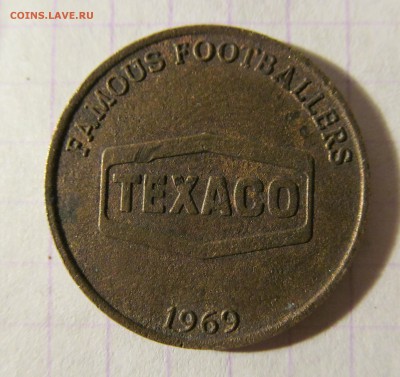 COINS.LAVE.RU
FAMOUS FOOTBALLERS
TEXACO
1969